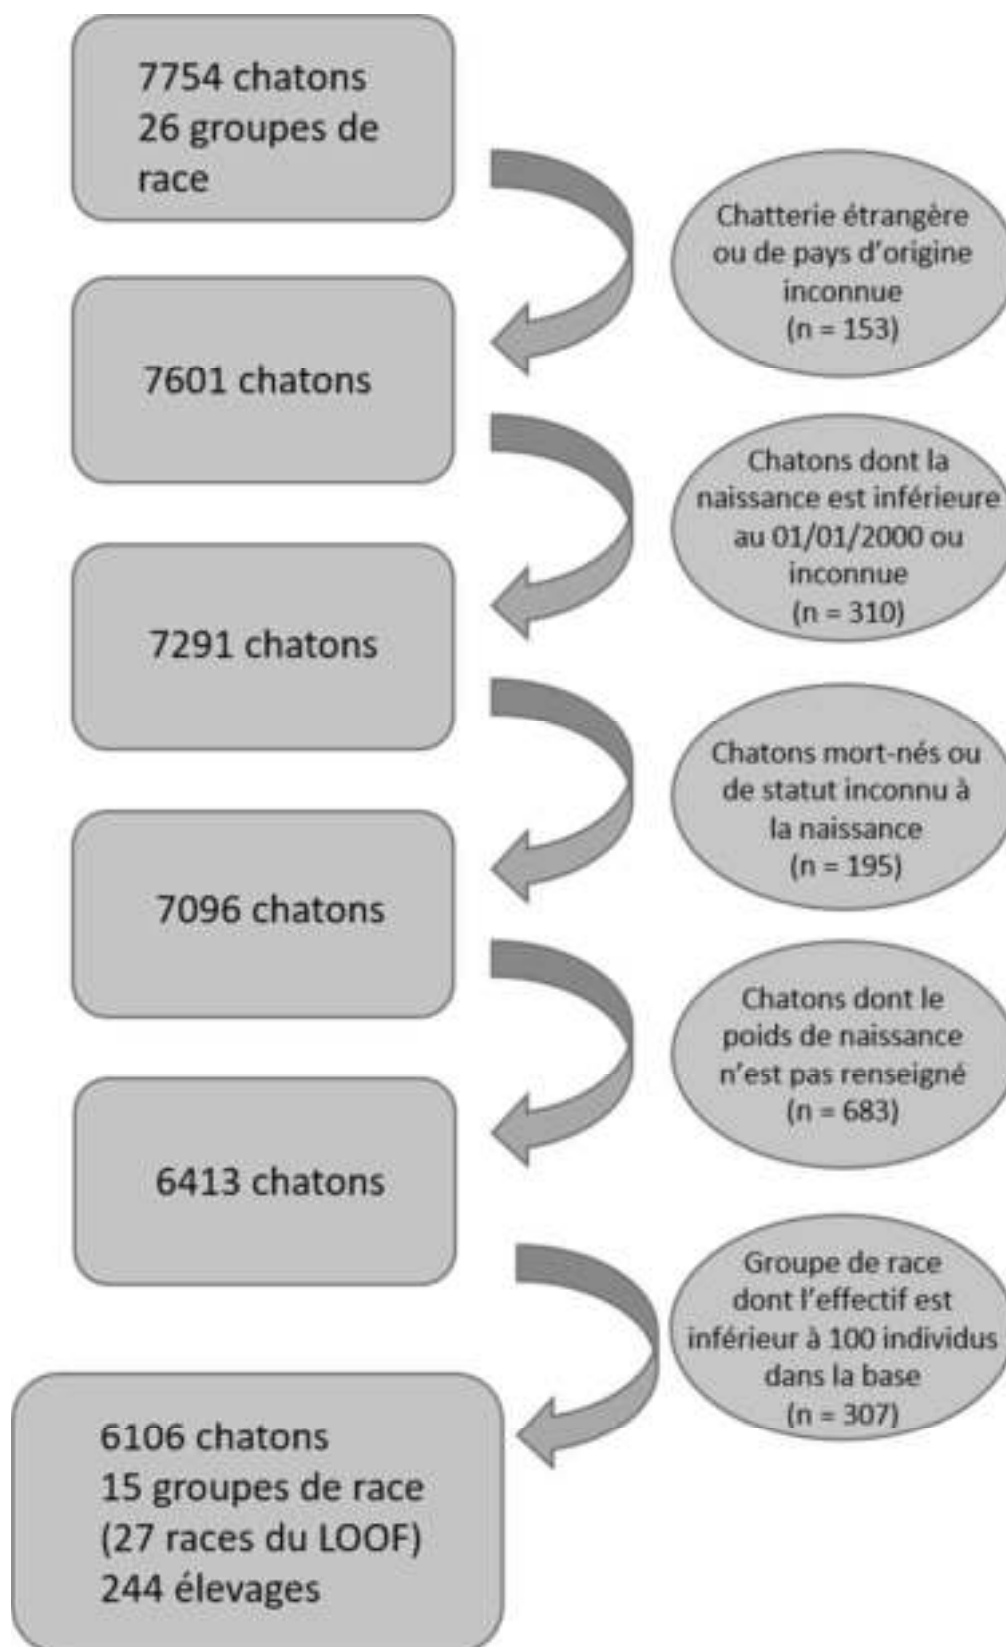 7754 chatons
26 groupes de
race
Chatterie étrangère
ou de pays d'origine
inconnue
(n = 153)
7601 chatons
Chatons dont la
naissance est inférieure
au 01/01/2000 ou
inconnue
(n = 310)
7291 chatons
Chatons mort-nés ou
de statut inconnu à
la naissance
(n = 195)
7096 chatons
Chatons dont le
poids de naissance
n'est pas renseigné
(n = 683)
6413 chatons
Groupe de race
dont l'effectif est
inférieur à 100 individus
dans la base
(n = 307)
6106 chatons
15 groupes de race
(27 races du LOOF)
244 élevages